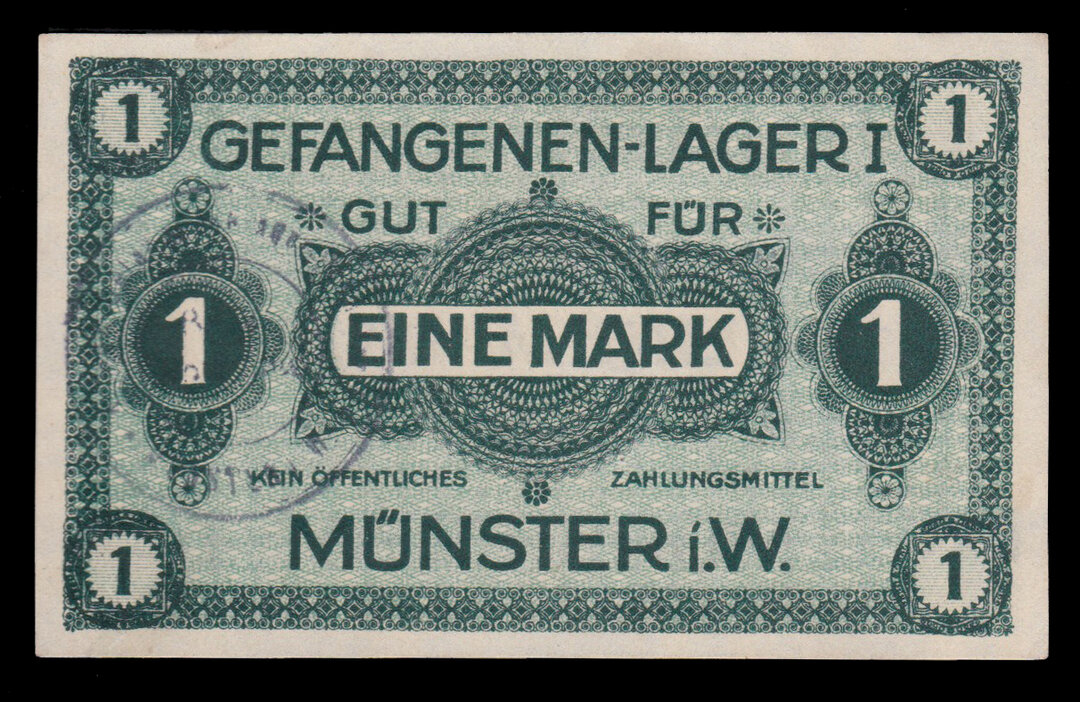 1 1
GEFANGENEN-LAGER I
GUT FÜR
1 EINE MARK 1
KEIN ÖFFENTLICHES ZAHLUNGSMITTEL
MÜNSTER i.W.
1 1